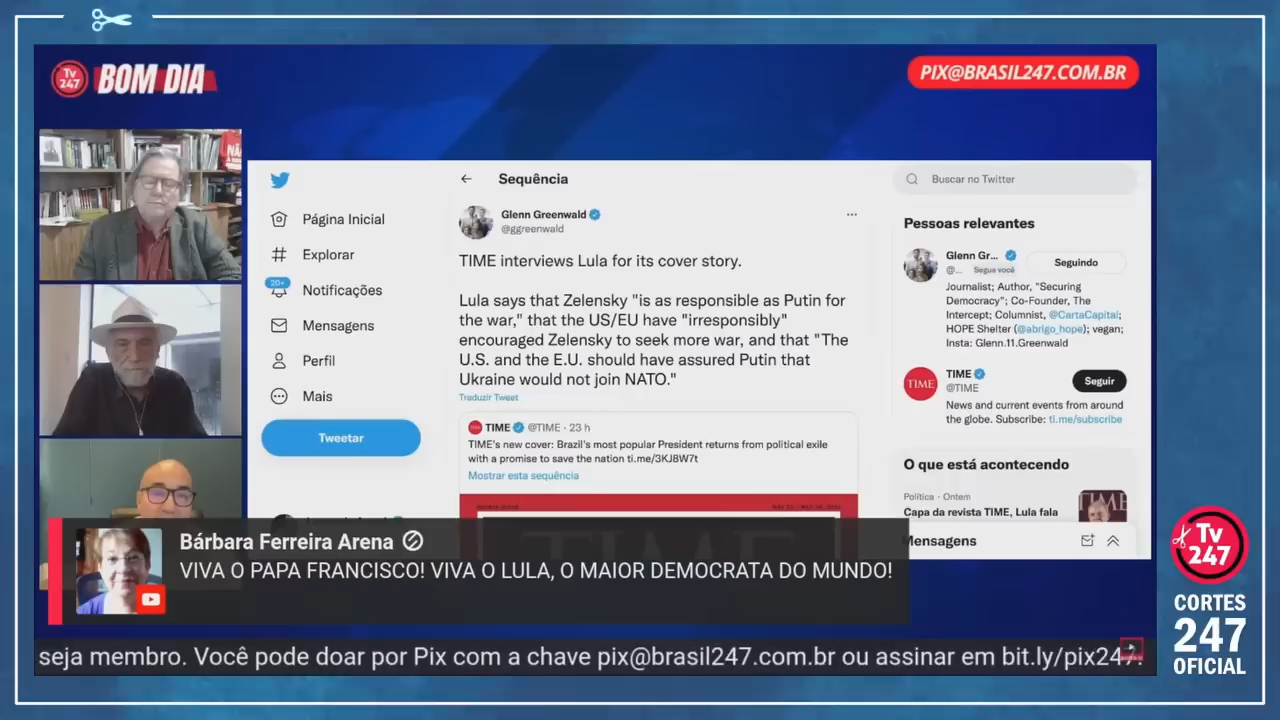 Tv
247
BOM DIA
PIX@BRASIL247.COM.BR
Página Inicial
Explorar
20+
Notificações
Mensagens
Perfil
Mais
Tweetar
Sequência
Glenn Greenwald
@ggreenwald
TIME interviews Lula for its cover story.
Lula says that Zelensky "is as responsible as Putin for
the war," that the US/EU have "irresponsibly"
encouraged Zelensky to seek more war, and that "The
U.S. and the E.U. should have assured Putin that
Ukraine would not join NATO."
Traduzir Tweet
TIME @TIME · 23 h
TIME's new cover: Brazil's most popular President returns from political exile
with a promise to save the nation ti.me/3KJ8W7t
Mostrar esta sequência
TIME
Buscar no Twitter
Pessoas relevantes
Glenn Gr...
@... Segue você
Seguindo
Journalist; Author, "Securing
Democracy"; Co-Founder, The
Intercept; Columnist, @CartaCapital;
HOPE Shelter (@abrigo_hope); vegan;
Insta: Glenn.11.Greenwald
TIME
TIME
@TIME
Seguir
News and current events from around
the globe. Subscribe: ti.me/subscribe
O que está acontecendo
Política · Ontem
Capa da revista TIME, Lula fala
TIME
Mensagens
Bárbara Ferreira Arena
VIVA O PAPA FRANCISCO! VIVA O LULA, O MAIOR DEMOCRATA DO MUNDO!
seja membro. Você pode doar por Pix com a chave pix@brasil247.com.br ou assinar em bit.ly/pix247.
Tv
247
CORTES
247
OFICIAL